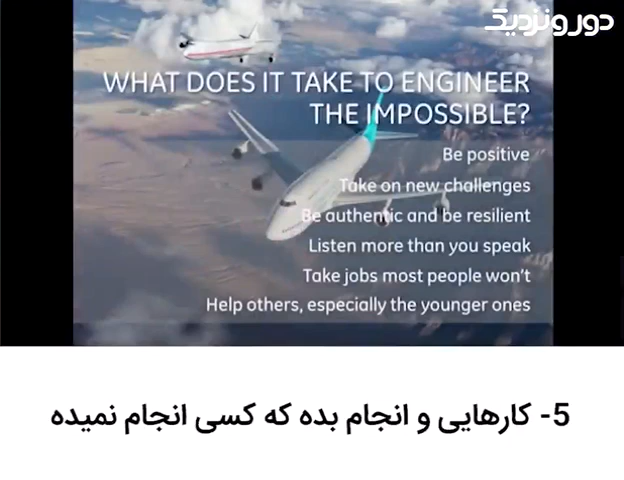 دورونزدیک
WHAT DOES IT TAKE TO ENGINEER
THE IMPOSSIBLE?
Be positive
Take on new challenges
Be authentic and be resilient
Listen more than you speak
Take jobs most people won't
Help others, especially the younger ones
5- کارهایی و انجام بده که کسی انجام نمیده